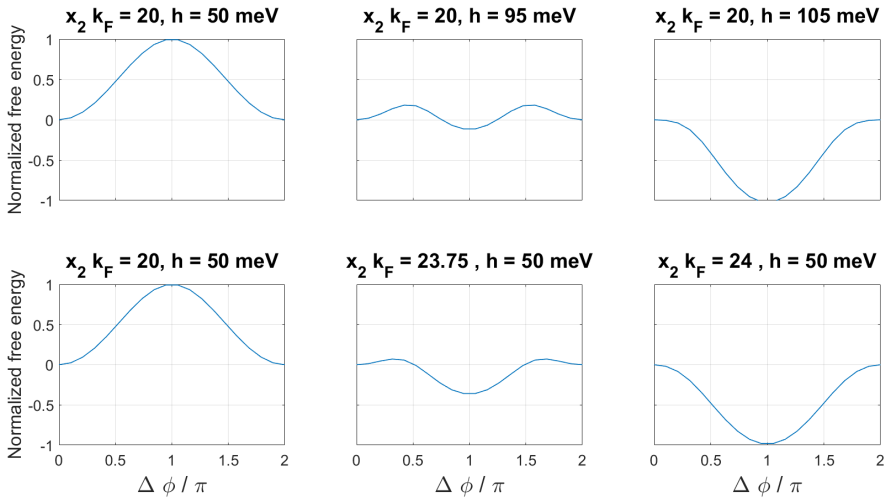 x₂ k_F = 20, h = 50 meV
x₂ k_F = 20, h = 95 meV
x₂ k_F = 20, h = 105 meV
Normalized free energy
1
0.5
0
-0.5
-1
x₂ k_F = 20, h = 50 meV
x₂ k_F = 23.75 , h = 50 meV
x₂ k_F = 24 , h = 50 meV
Normalized free energy
1
0.5
0
-0.5
-1
0 0.5 1 1.5 2
0 0.5 1 1.5 2
0 0.5 1 1.5 2
Δ ϕ / π
Δ ϕ / π
Δ ϕ / π